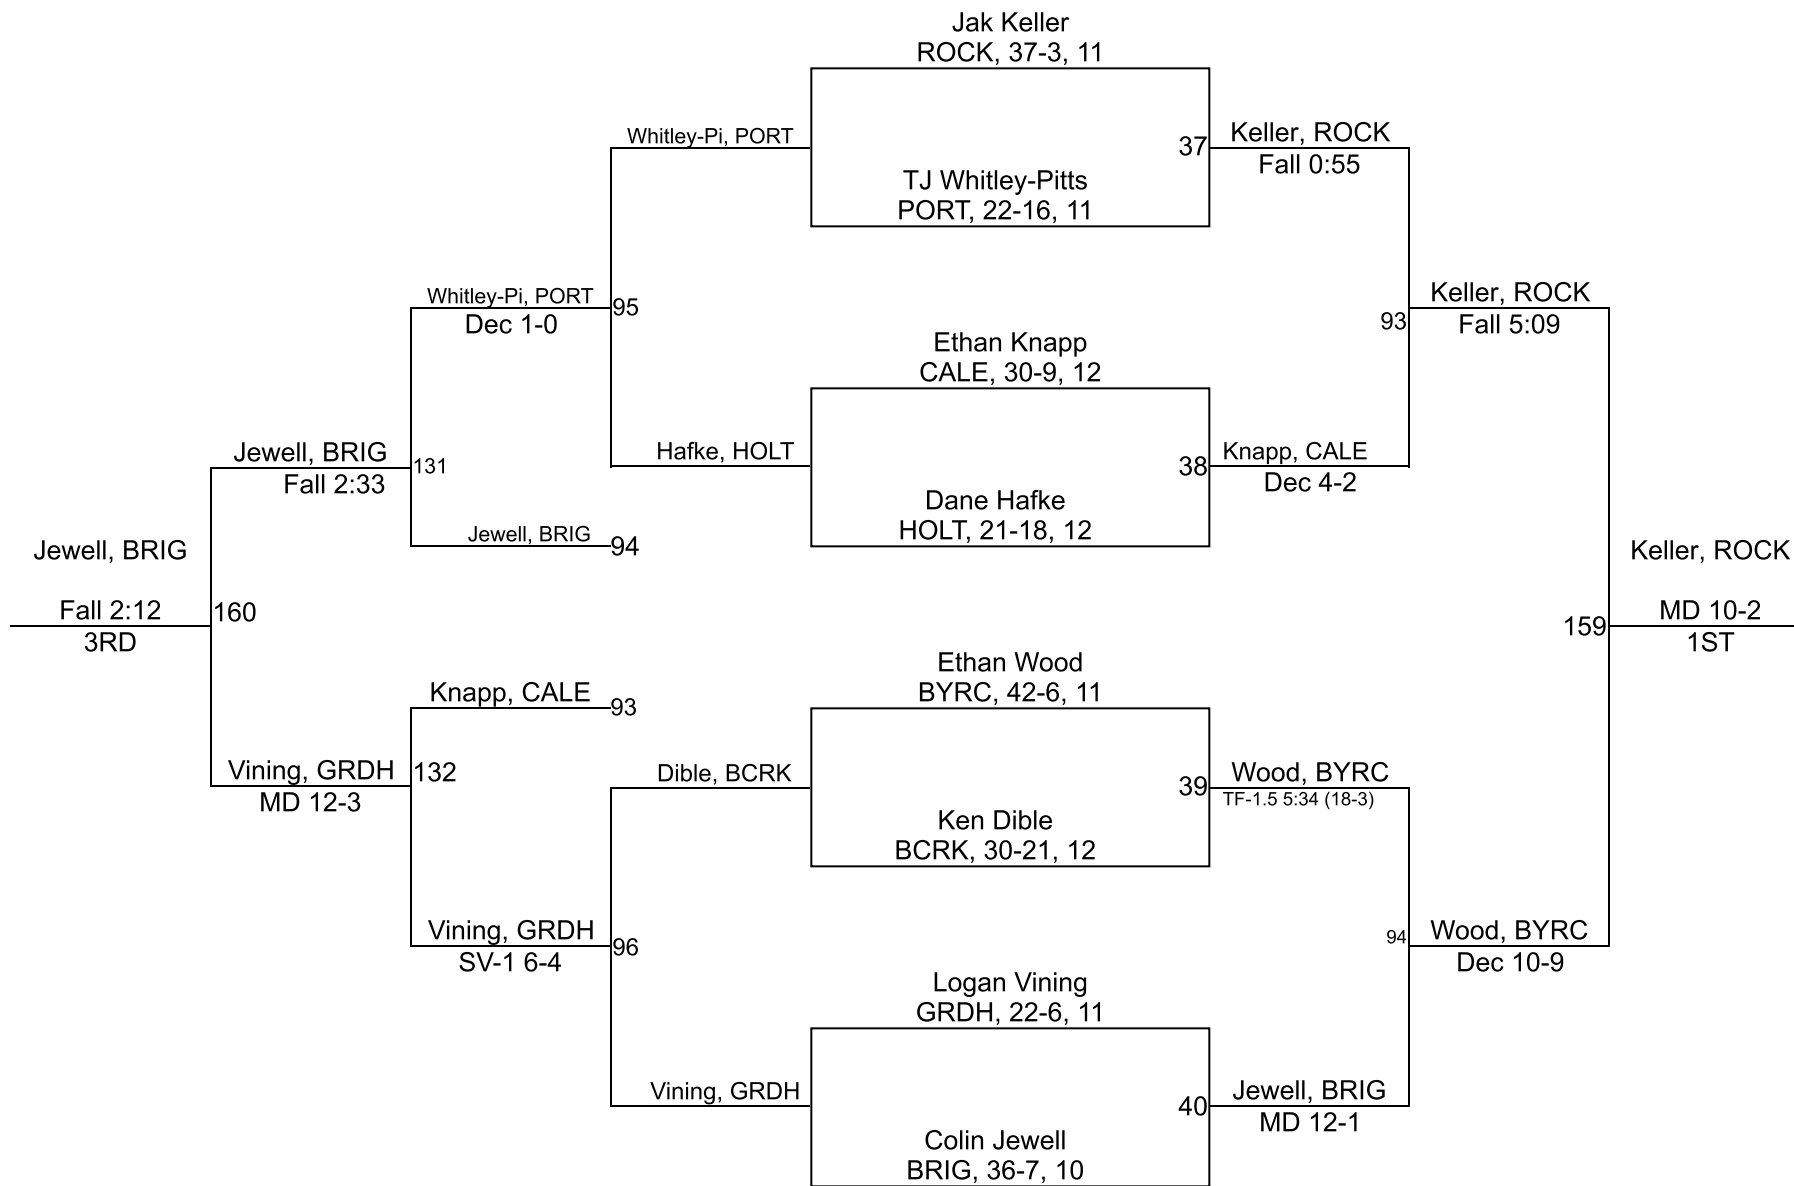 Jak Keller
ROCK, 37-3, 11
Whitley-Pi, PORT
37
Keller, ROCK
Fall 0:55
TJ Whitley-Pitts
PORT, 22-16, 11
Whitley-Pi, PORT
Dec 1-0
95
93
Keller, ROCK
Fall 5:09
Ethan Knapp
CALE, 30-9, 12
Jewell, BRIG
Fall 2:33
131
Hafke, HOLT
38
Knapp, CALE
Dec 4-2
Dane Hafke
HOLT, 21-18, 12
Jewell, BRIG
94
Jewell, BRIG
Fall 2:12
3RD
160
Keller, ROCK
MD 10-2
1ST
159
Ethan Wood
BYRC, 42-6, 11
Knapp, CALE
93
Vining, GRDH
MD 12-3
132
Dible, BCRK
39
Wood, BYRC
TF-1.5 5:34 (18-3)
Ken Dible
BCRK, 30-21, 12
Vining, GRDH
SV-1 6-4
96
94
Wood, BYRC
Dec 10-9
Logan Vining
GRDH, 22-6, 11
Vining, GRDH
40
Jewell, BRIG
MD 12-1
Colin Jewell
BRIG, 36-7, 10